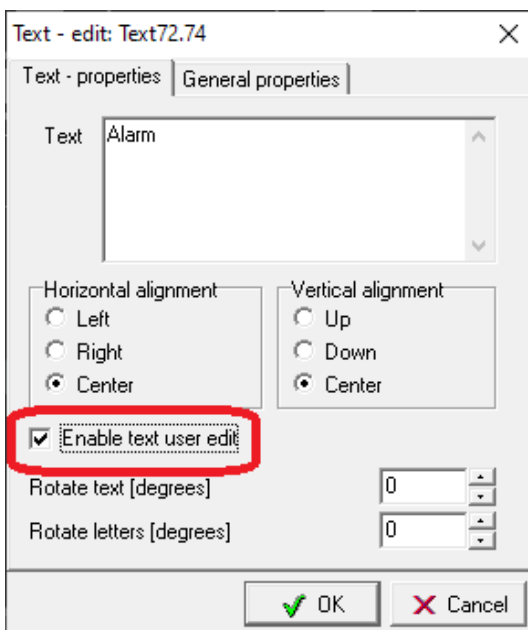 Text - edit: Text72.74
Text - properties General properties
Text Alarm
Horizontal alignment Vertical alignment
Left Up
Right Down
Center Center
Enable text user edit
Rotate text [degrees] 0
Rotate letters [degrees] 0
OK Cancel